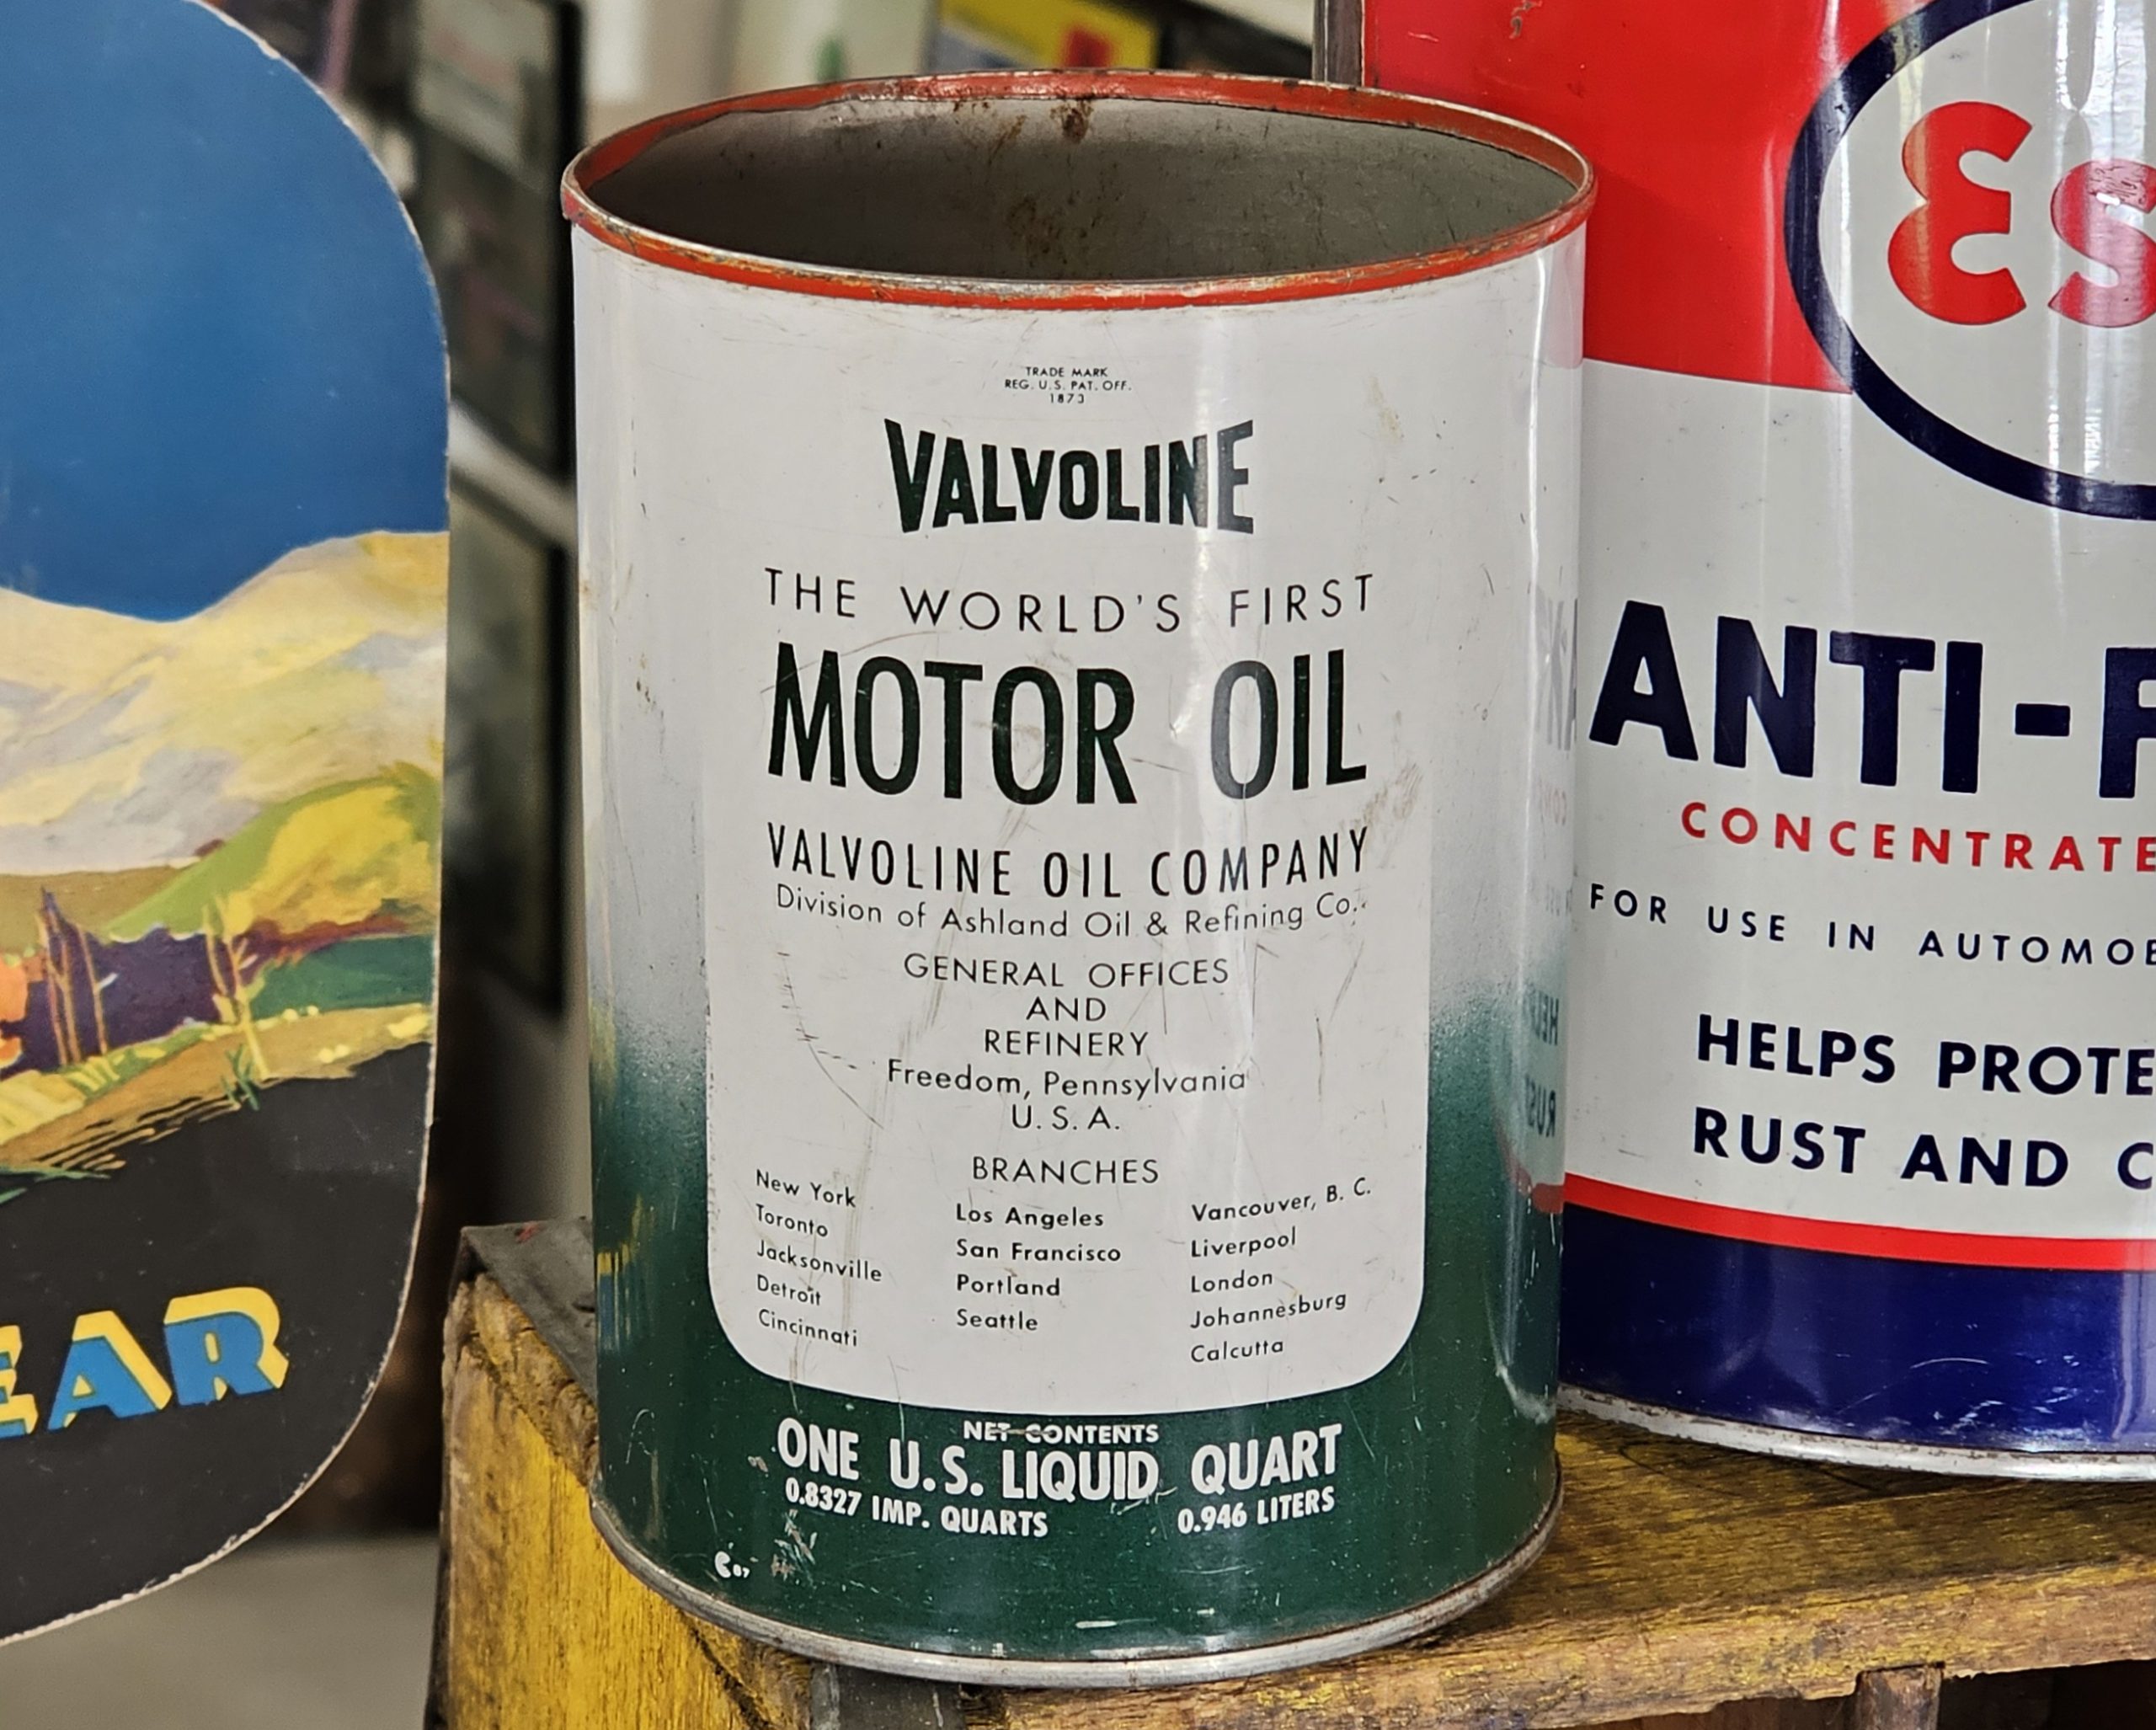 TRADE MARK
REG. U.S. PAT. OFF.
1873
VALVOLINE
THE WORLD'S FIRST
MOTOR OIL
VALVOLINE OIL COMPANY
Division of Ashland Oil & Refining Co.
GENERAL OFFICES
AND
REFINERY
Freedom, Pennsylvania
U. S. A.
BRANCHES
New York
Toronto
Jacksonville
Detroit
Cincinnati
Los Angeles
San Francisco
Portland
Seattle
Vancouver, B. C.
Liverpool
London
Johannesburg
Calcutta
NET CONTENTS
ONE U.S. LIQUID QUART
0.8327 IMP. QUARTS 0.946 LITERS
Es
ANTI-F
CONCENTRATE
FOR USE IN AUTOMOB
HELPS PROTE
RUST AND C
EAR